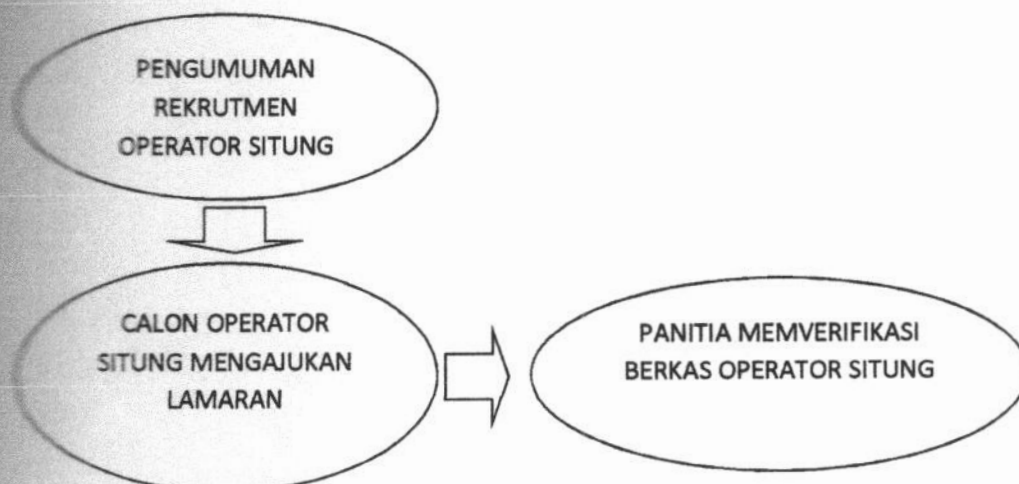 PENGUMUMAN
REKRUTMEN
OPERATOR SITUNG
CALON OPERATOR
SITUNG MENGAJUKAN
LAMARAN
PANITIA MEMVERIFIKASI
BERKAS OPERATOR SITUNG